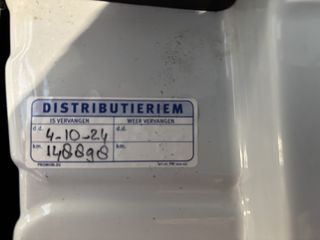 DISTRIBUTIERIEM
IS VERVANGEN WEER VERVANGEN
d.d. 4-10-24 d.d.
km. 148898 km.